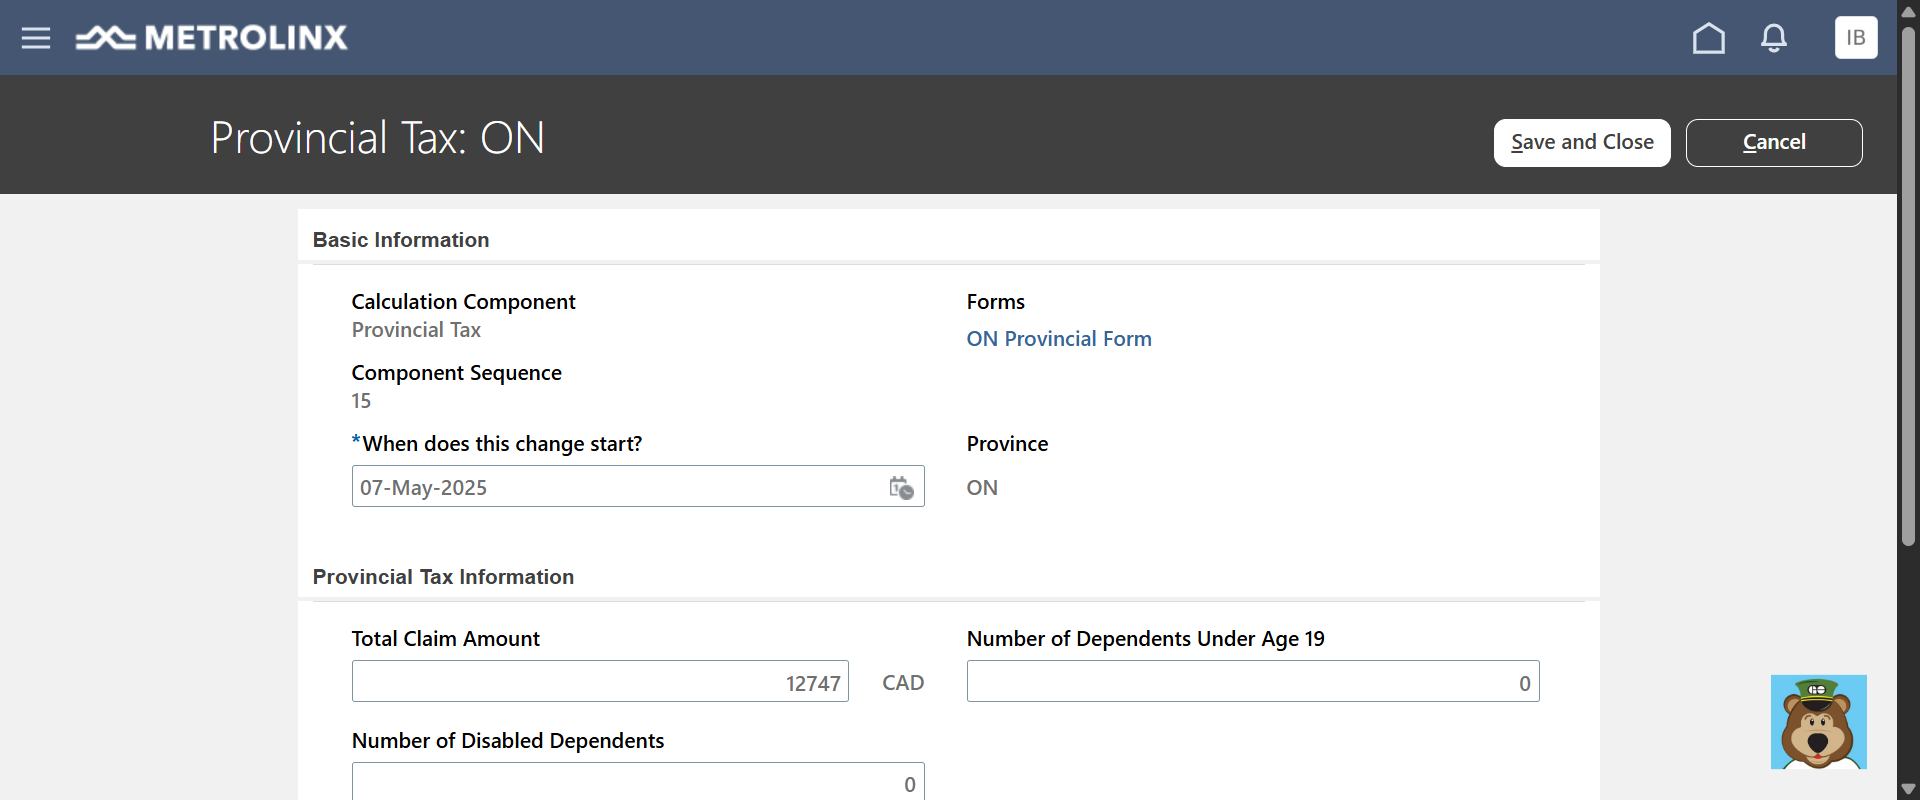 METROLINX
IB
Provincial Tax: ON
Save and Close
Cancel
Basic Information
Calculation Component
Provincial Tax
Forms
ON Provincial Form
Component Sequence
15
*When does this change start?
07-May-2025
Province
ON
Provincial Tax Information
Total Claim Amount
12747 CAD
Number of Dependents Under Age 19
0
Number of Disabled Dependents
0
GO